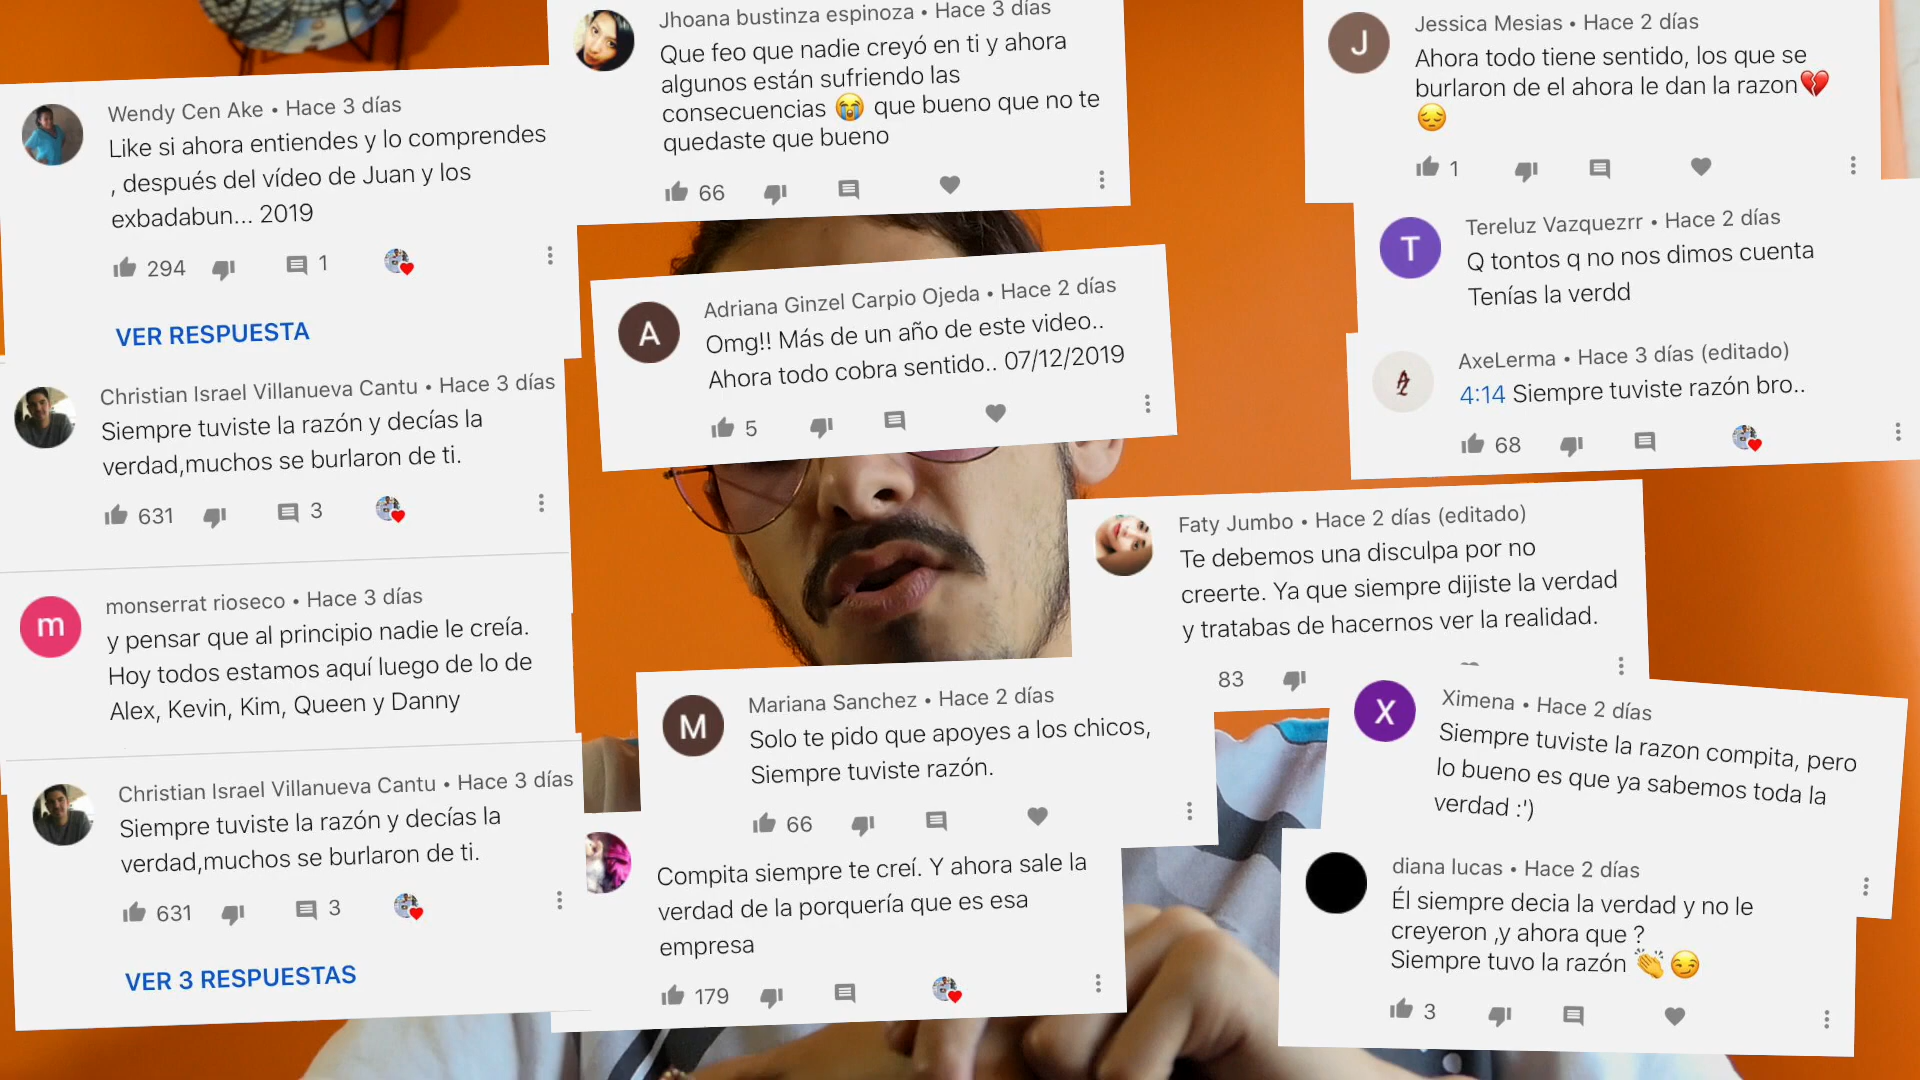 Wendy Cen Ake • Hace 3 días
Like si ahora entiendes y lo comprendes
, después del vídeo de Juan y los
exbadabun... 2019
294
1
VER RESPUESTA
Christian Israel Villanueva Cantu • Hace 3 días
Siempre tuviste la razón y decías la
verdad,muchos se burlaron de ti.
631
3
m
monserrat rioseco • Hace 3 días
y pensar que al principio nadie le creía.
Hoy todos estamos aquí luego de lo de
Alex, Kevin, Kim, Queen y Danny
Christian Israel Villanueva Cantu • Hace 3 días
Siempre tuviste la razón y decías la
verdad,muchos se burlaron de ti.
631
3
VER 3 RESPUESTAS
Jhoana bustinza espinoza • Hace 3 días
Que feo que nadie creyó en ti y ahora
algunos están sufriendo las
consecuencias 😭 que bueno que no te
quedaste que bueno
66
A
Adriana Ginzel Carpio Ojeda • Hace 2 días
Omg!! Más de un año de este video..
Ahora todo cobra sentido.. 07/12/2019
5
M
Mariana Sanchez • Hace 2 días
Solo te pido que apoyes a los chicos,
Siempre tuviste razón.
66
Compita siempre te creí. Y ahora sale la
verdad de la porquería que es esa
empresa
179
J
Jessica Mesias • Hace 2 días
Ahora todo tiene sentido, los que se
burlaron de el ahora le dan la razon💔
😔
1
T
Tereluz Vazquezrr • Hace 2 días
Q tontos q no nos dimos cuenta
Tenías la verdd
AxeLerma • Hace 3 días (editado)
4:14 Siempre tuviste razón bro..
68
Faty Jumbo • Hace 2 días (editado)
Te debemos una disculpa por no
creerte. Ya que siempre dijiste la verdad
y tratabas de hacernos ver la realidad.
83
X
Ximena • Hace 2 días
Siempre tuviste la razon compita, pero
lo bueno es que ya sabemos toda la
verdad :')
diana lucas • Hace 2 días
Él siempre decia la verdad y no le
creyeron ,y ahora que ?
Siempre tuvo la razón 👏😏
3